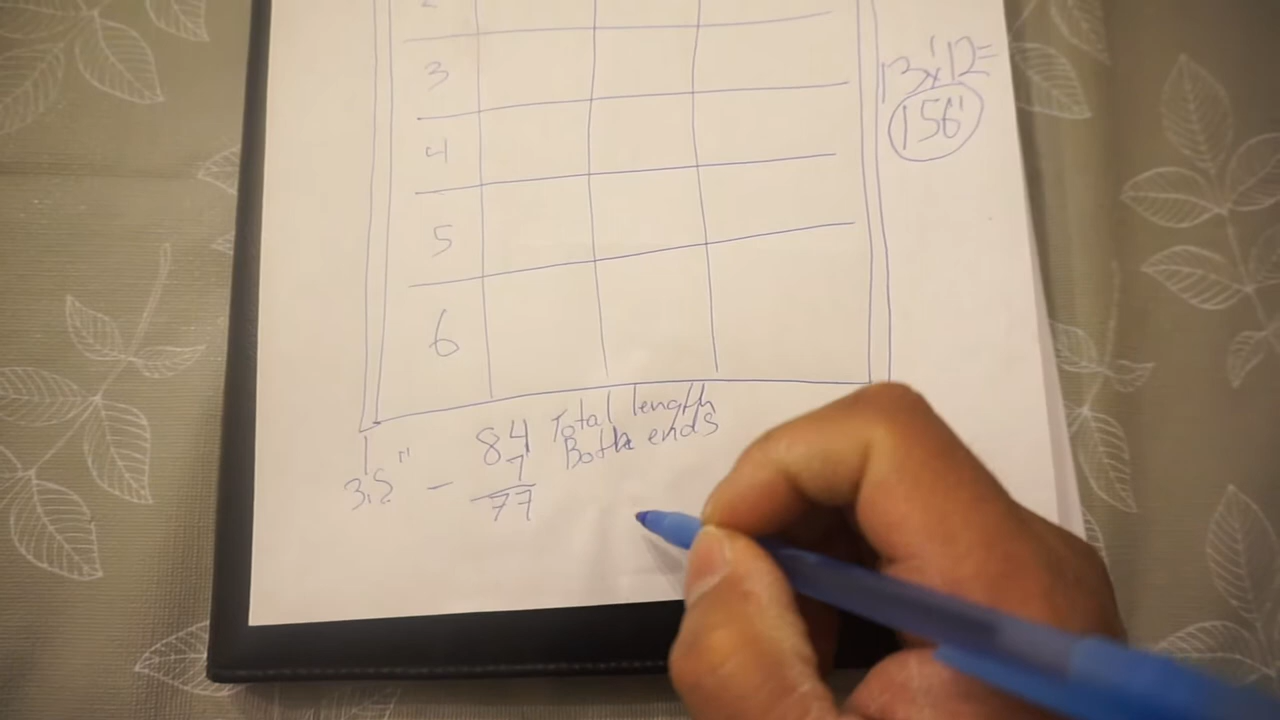 3
13'x12=
156'
4
5
6
84 Total length
7 Both ends
3.5" -
77